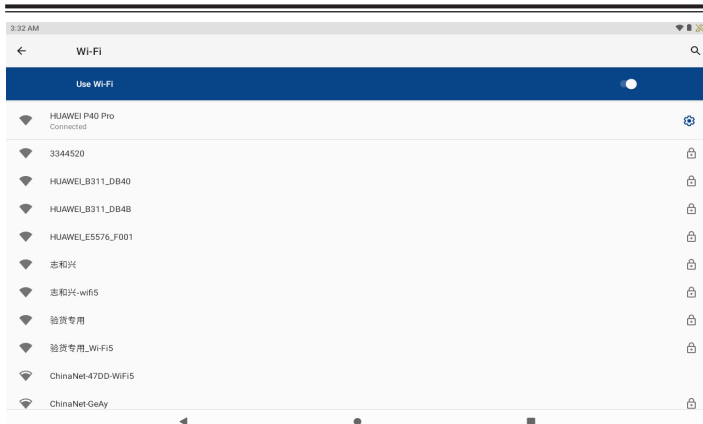 3:32 AM
Wi-Fi
Use Wi-Fi
HUAWEI P40 Pro
Connected
3344520
HUAWEI_B311_DB40
HUAWEI_B311_DB4B
HUAWEI_E5576_F001
志和兴
志和兴-wifi5
验货专用
验货专用_Wi-Fi5
ChinaNet-47DD-WiFi5
ChinaNet-GeAy